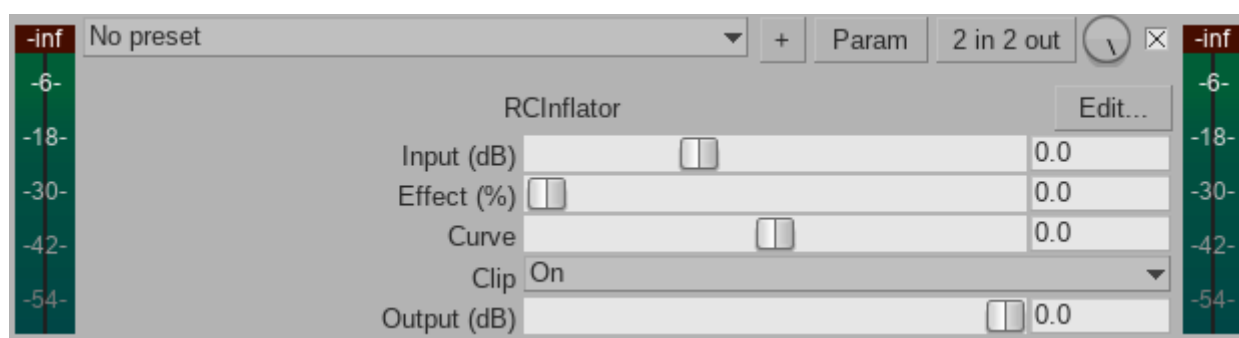 -inf No preset + Param 2 in 2 out -inf
-6- -6-
RCInflator Edit...
-18- -18-
Input (dB) 0.0
-30- Effect (%) 0.0 -30-
Curve 0.0
-42- -42-
Clip On
-54- -54-
Output (dB) 0.0